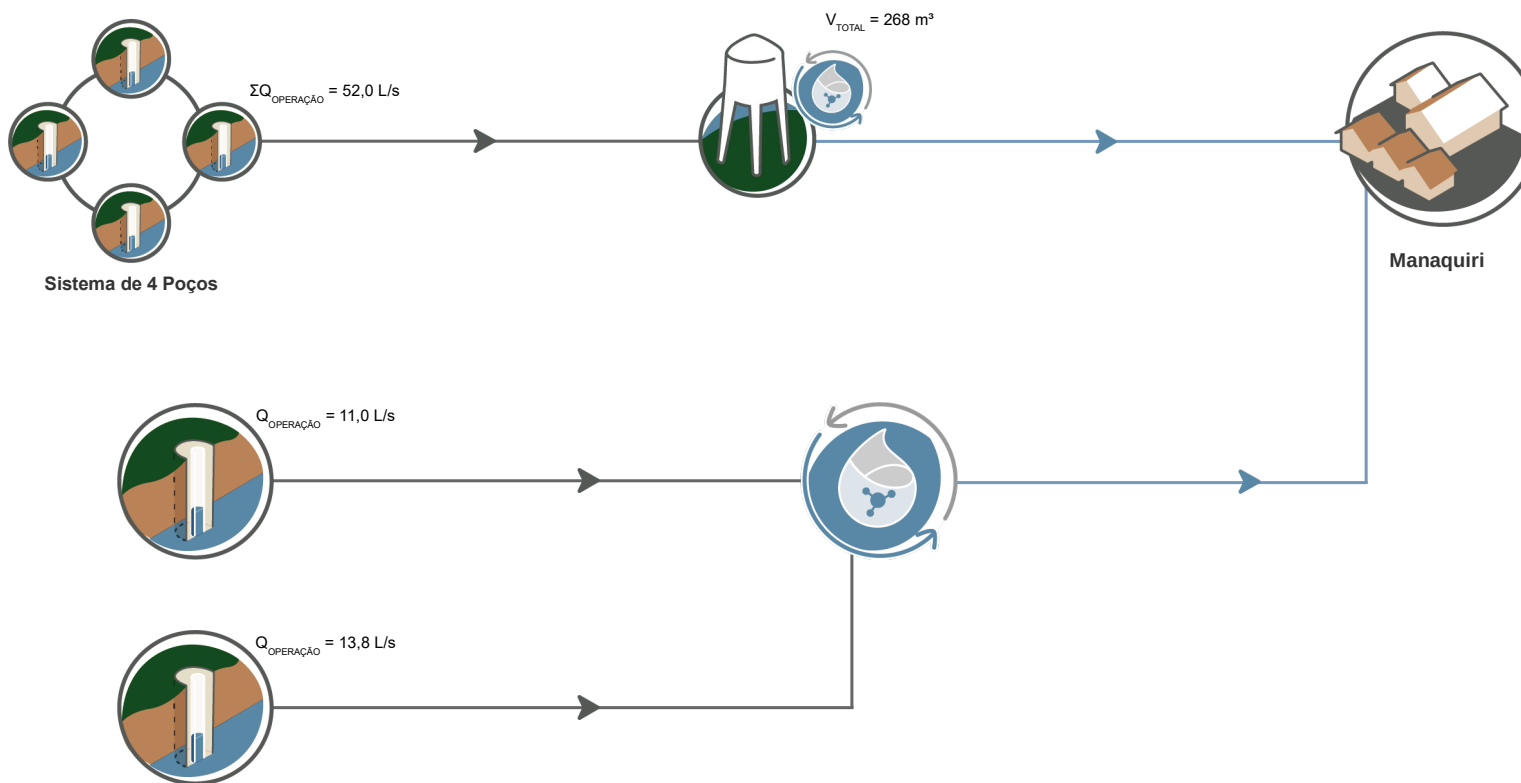 V_TOTAL = 268 m³
ΣQ_OPERAÇÃO = 52,0 L/s
Sistema de 4 Poços
Manaquiri
Q_OPERAÇÃO = 11,0 L/s
Q_OPERAÇÃO = 13,8 L/s